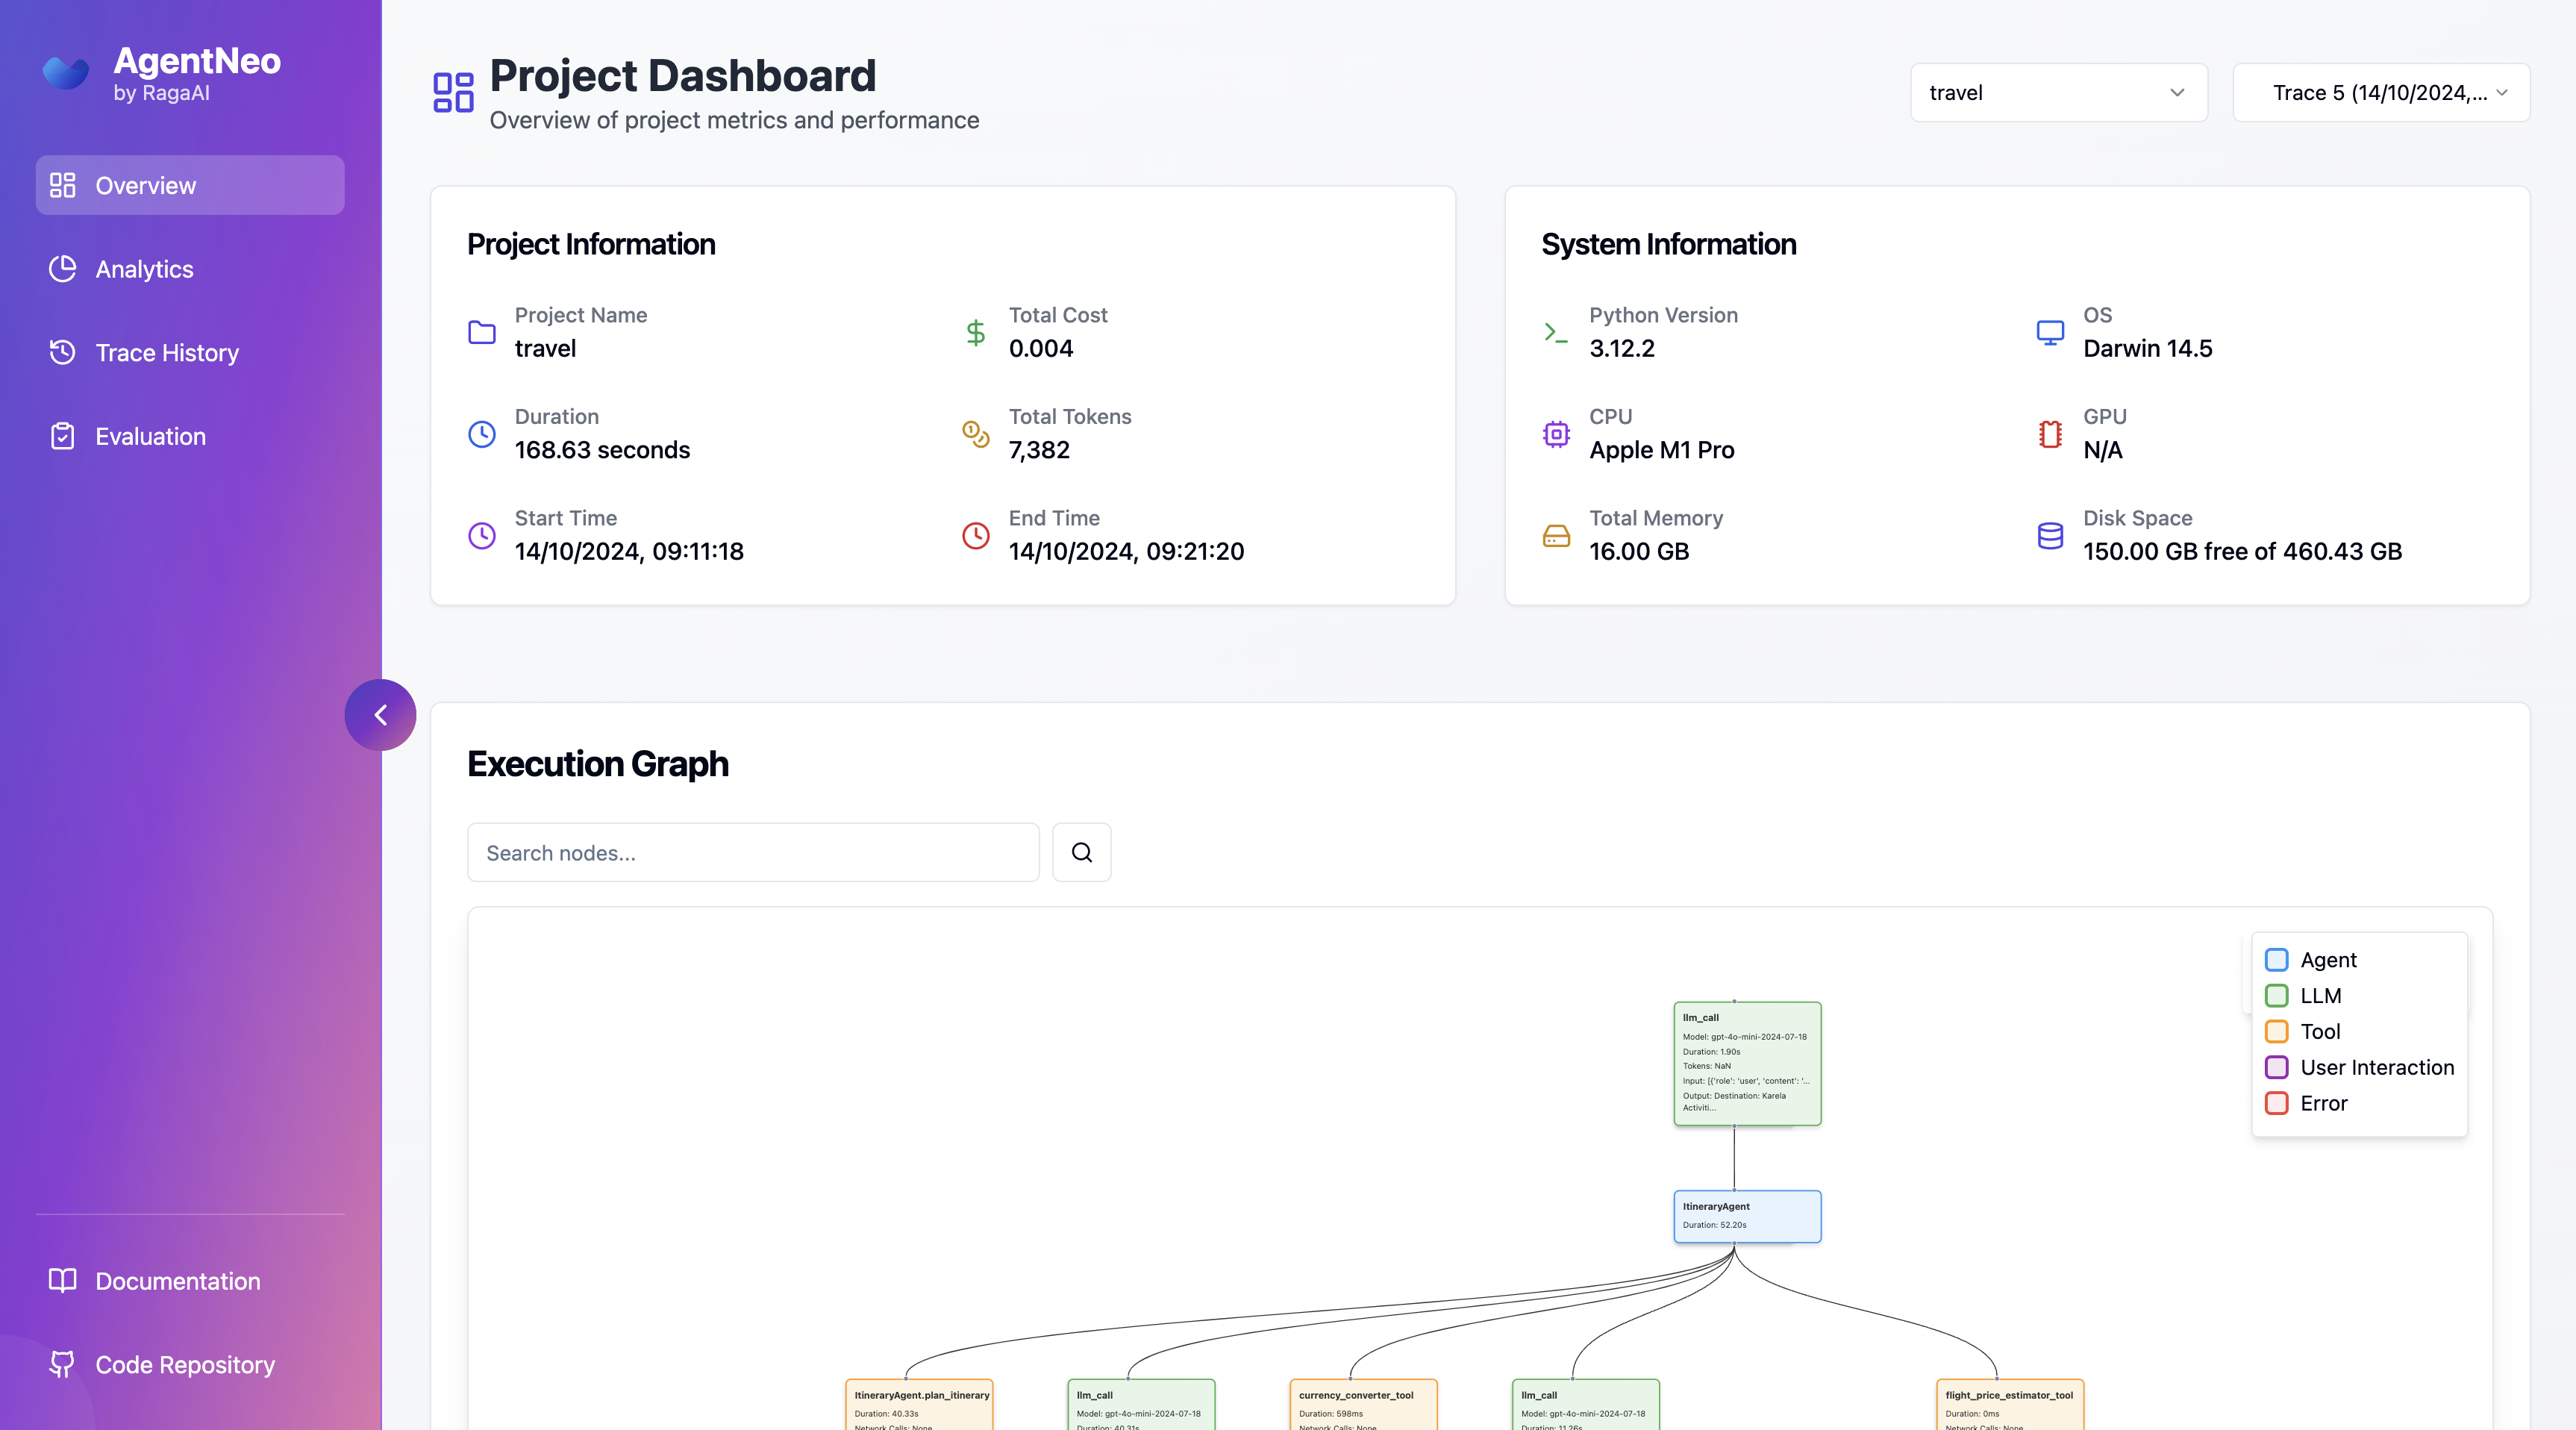 AgentNeo
by RagaAI
Overview
Analytics
Trace History
Evaluation
Documentation
Code Repository
Project Dashboard
Overview of project metrics and performance
travel
Trace 5 (14/10/2024,...
Project Information
Project Name
travel
Total Cost
0.004
Duration
168.63 seconds
Total Tokens
7,382
Start Time
14/10/2024, 09:11:18
End Time
14/10/2024, 09:21:20
System Information
Python Version
3.12.2
OS
Darwin 14.5
CPU
Apple M1 Pro
GPU
N/A
Total Memory
16.00 GB
Disk Space
150.00 GB free of 460.43 GB
Execution Graph
Search nodes...
Agent
LLM
Tool
User Interaction
Error
llm_call
Model: gpt-4o-mini-2024-07-18
Duration: 1.90s
Tokens: NaN
Input: [{'role': 'user', 'content': '...
Output: Destination: Karela
Activiti...
ItineraryAgent
Duration: 52.20s
ItineraryAgent.plan_itinerary
Duration: 40.33s
Network Calls: None
llm_call
Model: gpt-4o-mini-2024-07-18
Duration: 40.31s
currency_converter_tool
Duration: 598ms
Network Calls: None
llm_call
Model: gpt-4o-mini-2024-07-18
Duration: 11.26s
flight_price_estimator_tool
Duration: 0ms
Network Calls: None